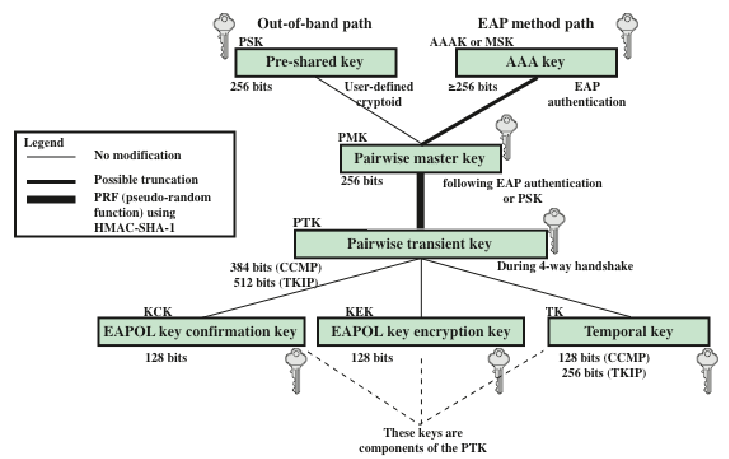 Out-of-band path
EAP method path
PSK
AAAK or MSK
Pre-shared key
AAA key
256 bits
User-defined
cryptoid
≥256 bits
EAP
authentication
Legend
No modification
Possible truncation
PRF (pseudo-random
function) using
HMAC-SHA-1
PMK
Pairwise master key
256 bits
following EAP authentication
or PSK
PTK
Pairwise transient key
384 bits (CCMP)
512 bits (TKIP)
During 4-way handshake
KCK
KEK
TK
EAPOL key confirmation key
EAPOL key encryption key
Temporal key
128 bits
128 bits
128 bits (CCMP)
256 bits (TKIP)
These keys are
components of the PTK